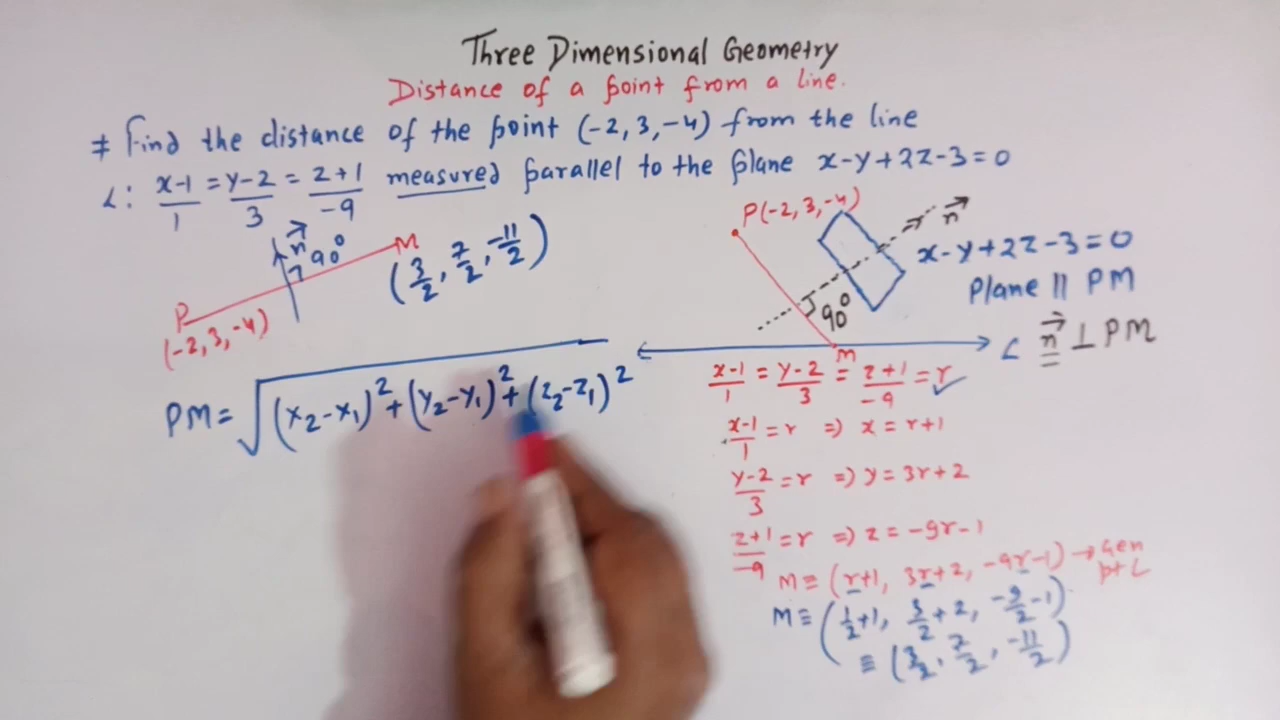 Three Dimensional Geometry
Distance of a point from a line.
# Find the distance of the point (-2, 3, -4) from the line
L: x-1/1 = y-2/3 = z+1/-9 measured parallel to the plane x-y+2z-3=0
n⃗ 90° M (3/2, 7/2, -11/2)
P (-2, 3, -4)
P(-2, 3, -4) n⃗
x-y+2z-3=0
Plane || PM
90°
L n⃗ ⊥ PM
M
PM = √(x₂-x₁)²+(y₂-y₁)²+(z₂-z₁)²
x-1/1 = y-2/3 = z+1/-9 = r
x-1/1 = r => x = r+1
y-2/3 = r => y = 3r+2
z+1/-9 = r => z = -9r-1
M ≡ (r+1, 3r+2, -9r-1) → Gen pt L
M ≡ (1/2+1, 3/2+2, -9/2-1)
≡ (3/2, 7/2, -11/2)